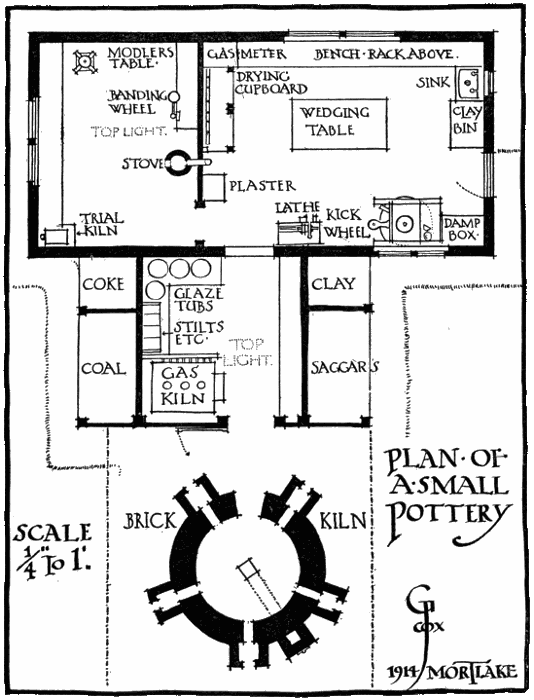 MODLERS
TABLE.
GAS METER
BENCH. RACK ABOVE.
DRYING
CUPBOARD
SINK
BANDING
WHEEL
WEDGING
TABLE
CLAY
BIN
TOP LIGHT.
STOVE
PLASTER
TRIAL
KILN
LATHE
KICK
WHEEL
DAMP
BOX.
COKE
GLAZE
TUBS
CLAY
STILTS
ETC.
TOP
LIGHT.
COAL
GAS
KILN
SAGGARS
PLAN·OF·
A·SMALL
POTTERY
BRICK
KILN
SCALE
1/4" To 1'.
G J
COX
1914 MORTLAKE